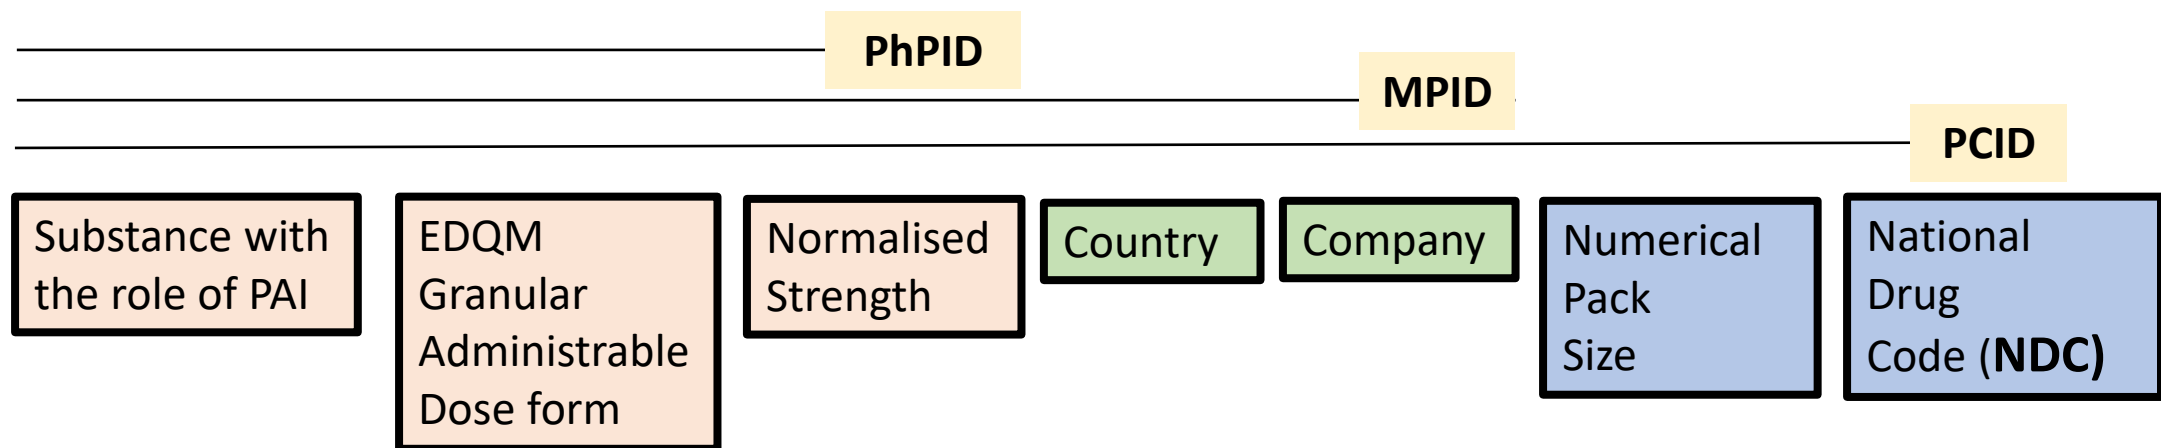 PhPID
MPID
PCID
Substance with
the role of PAI
EDQM
Granular
Administrable
Dose form
Normalised
Strength
Country
Company
Numerical
Pack
Size
National
Drug
Code (NDC)